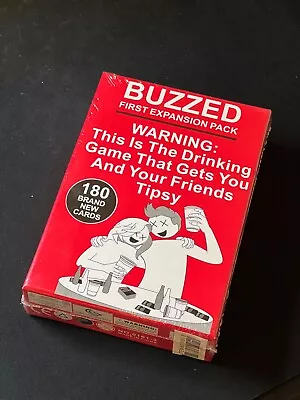 BUZZED
FIRST EXPANSION PACK
WARNING:
This Is The Drinking
Game That Gets You
And Your Friends
Tipsy
180
BRAND
NEW
CARDS
WARNING: